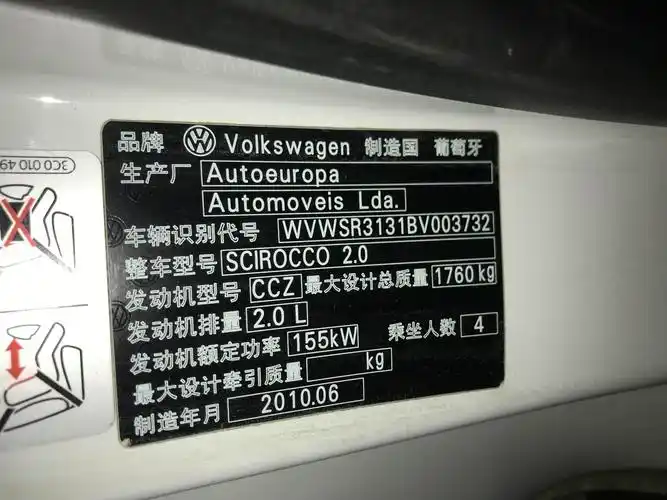 品牌 Volkswagen 制造国 葡萄牙
生产厂 Autoeuropa
Automoveis Lda.
车辆识别代号 WVWSR3131BV003732
整车型号 SCIROCCO 2.0
发动机型号 CCZ 最大设计总质量 1760 kg
发动机排量 2.0 L
发动机额定功率 155kW 乘坐人数 4
最大设计牵引质量 kg
制造年月 2010.06
3C0 010 49